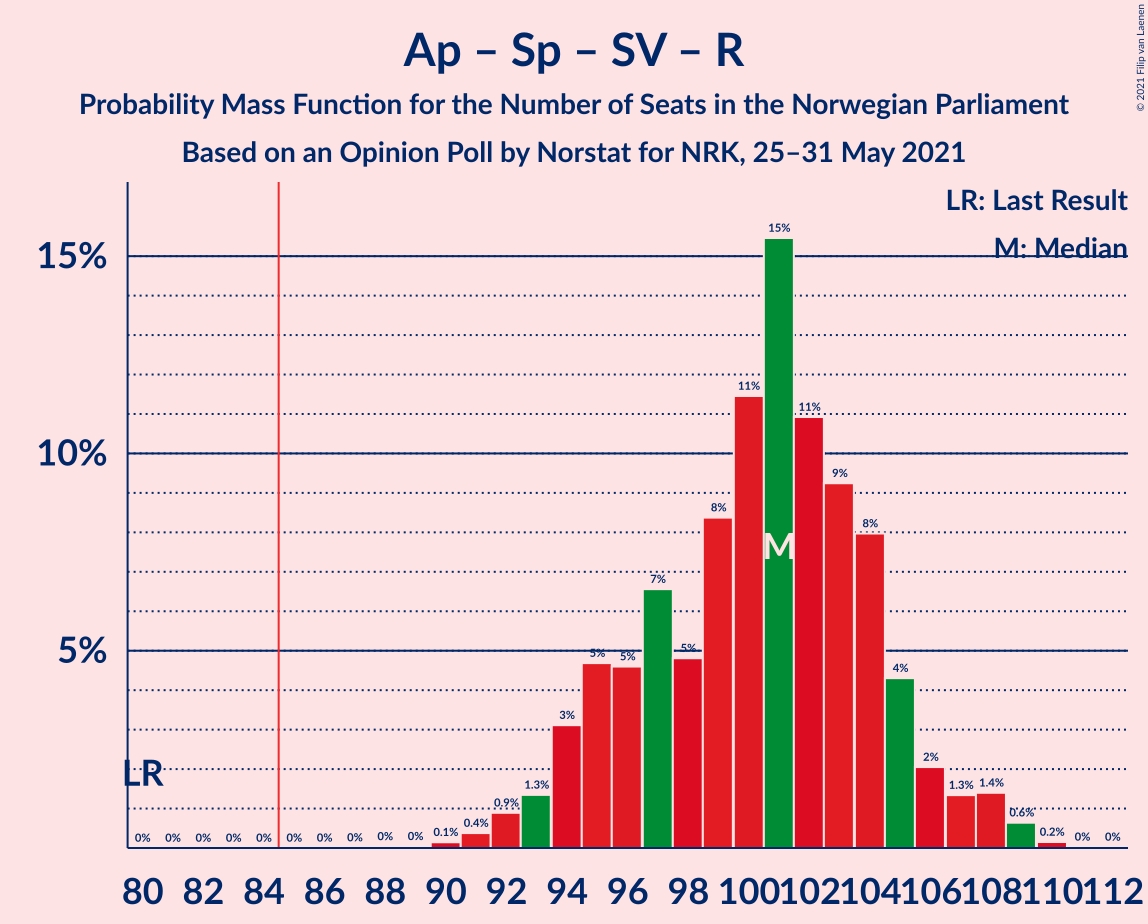 Ap – Sp – SV – R
Probability Mass Function for the Number of Seats in the Norwegian Parliament
Based on an Opinion Poll by Norstat for NRK, 25–31 May 2021
© 2021 Filip van Laenen
LR: Last Result
M: Median
15%
10%
5%
LR
M
0% 0% 0% 0% 0% 0% 0% 0% 0% 0% 0.1% 0.4% 0.9% 1.3% 3% 5% 5% 7% 5% 8% 11% 15% 11% 9% 8% 4% 2% 1.3% 1.4% 0.6% 0.2% 0% 0%
80 82 84 86 88 90 92 94 96 98 100 102 104 106 108 110 112